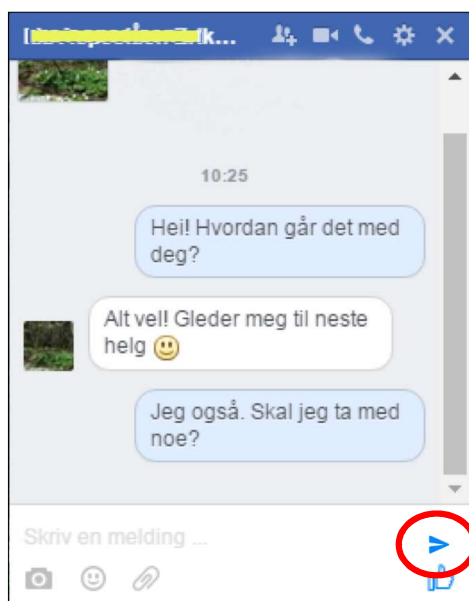 10:25
Hei! Hvordan går det med
deg?
Alt vel! Gleder meg til neste
helg
Jeg også. Skal jeg ta med
noe?
Skriv en melding ...